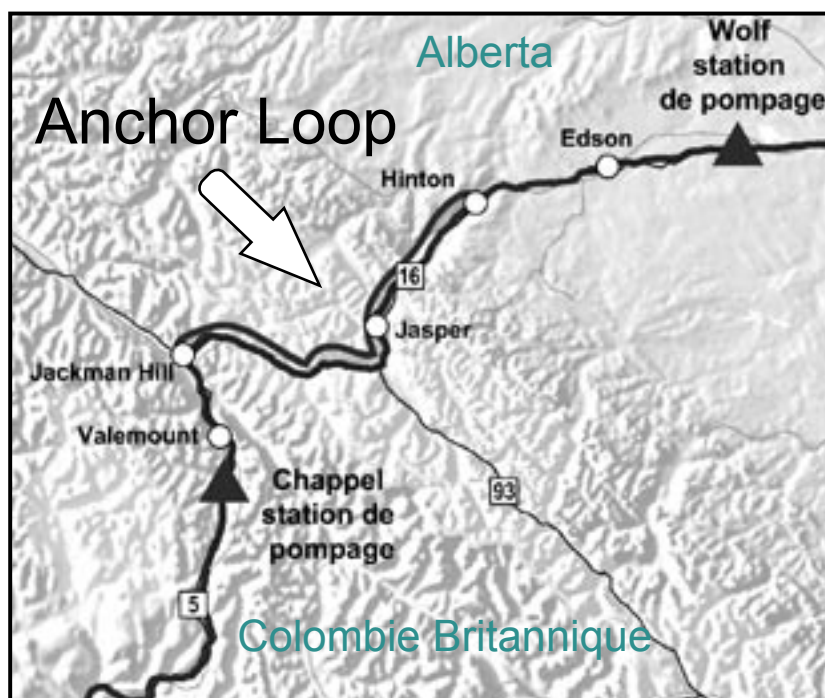 Alberta
Wolf
station
de pompage
Anchor Loop
Edson
Hinton
16
Jasper
Jackman Hill
Valemount
Chappel
station de
pompage
93
5
Colombie Britannique